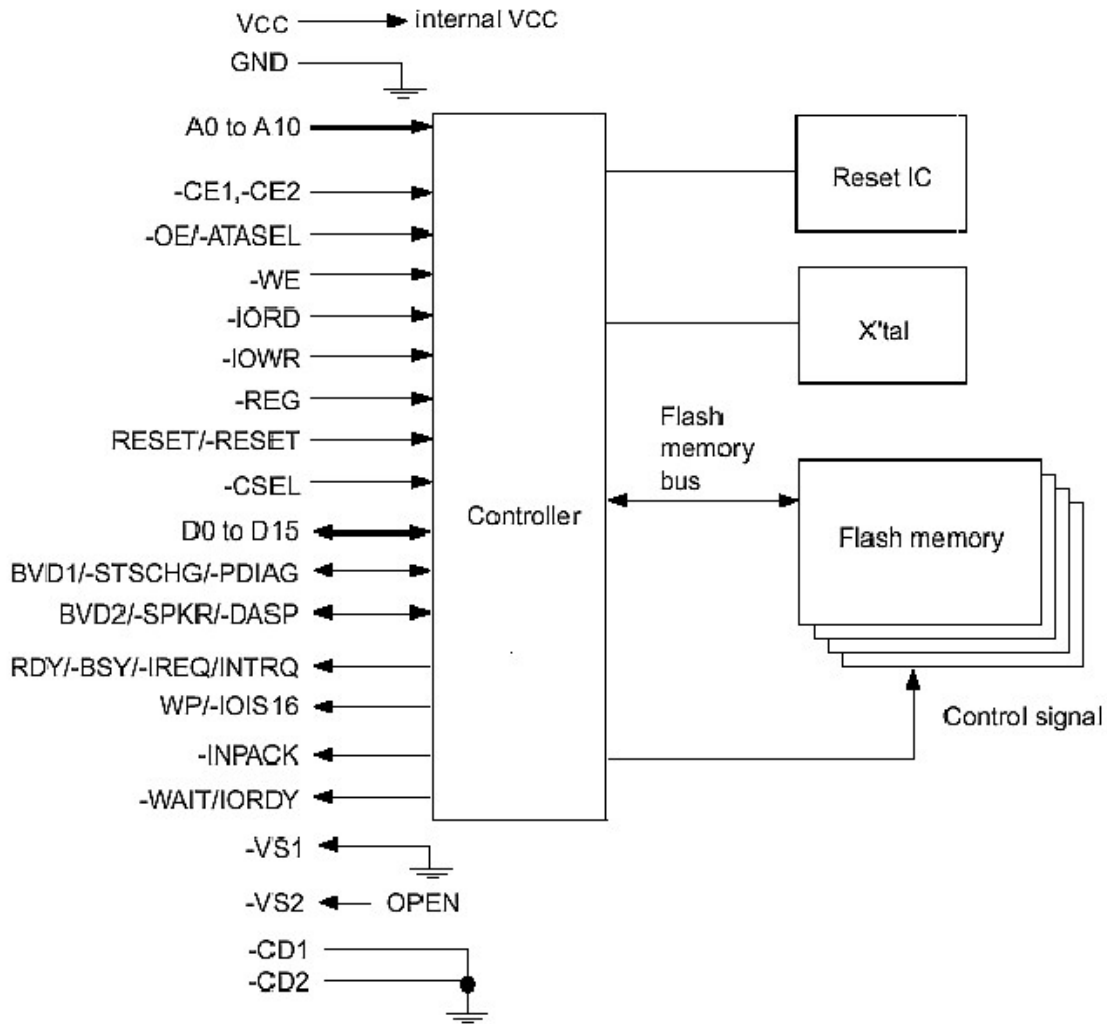 VCC
internal VCC
GND
A0 to A10
-CE1,-CE2
-OE/-ATASEL
-WE
-IORD
-IOWR
-REG
RESET/-RESET
-CSEL
D0 to D15
BVD1/-STSCHG/-PDIAG
BVD2/-SPKR/-DASP
RDY/-BSY/-IREQ/INTRQ
WP/-IOIS16
-INPACK
-WAIT/IORDY
-VS1
-VS2
OPEN
-CD1
-CD2
Controller
Reset IC
X'tal
Flash
memory
bus
Flash memory
Control signal